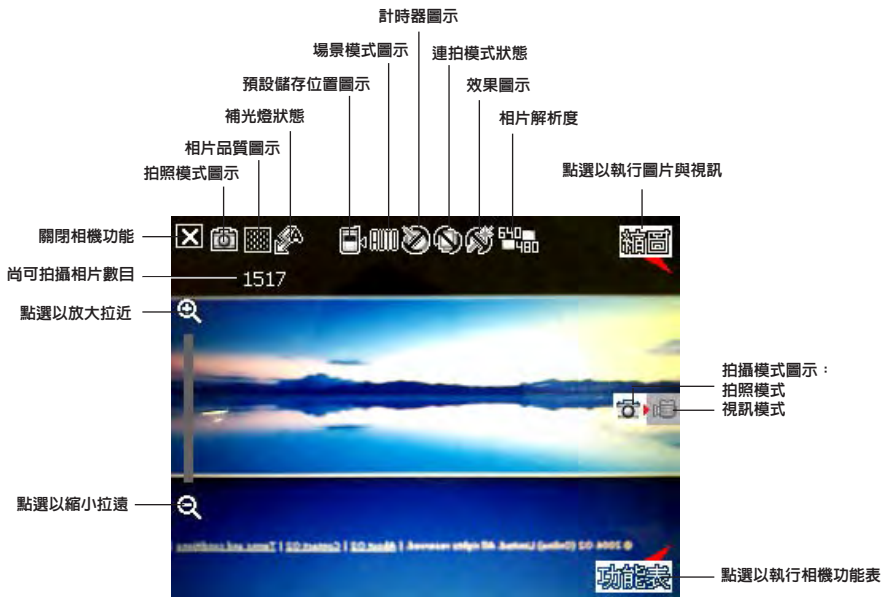 計時器圖示
場景模式圖示
連拍模式狀態
預設儲存位置圖示
效果圖示
補光燈狀態
相片解析度
相片品質圖示
拍照模式圖示
點選以執行圖片與視訊
關閉相機功能
縮圖
640
480
尚可拍攝相片數目
1517
點選以放大拉近
拍攝模式圖示：
拍照模式
視訊模式
點選以縮小拉遠
功能表
點選以執行相機功能表